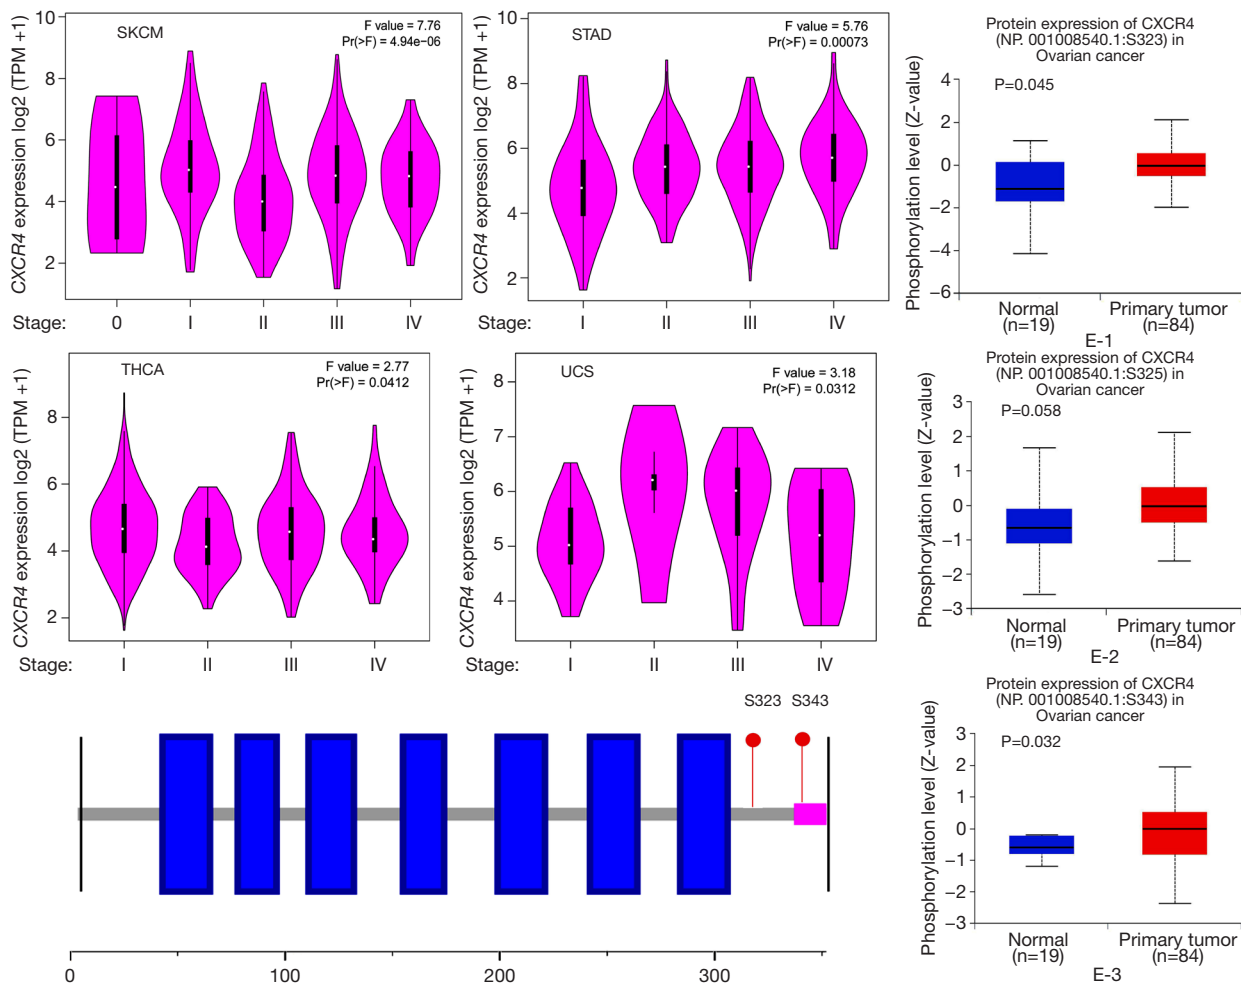 SKCM
F value = 7.76
Pr(>F) = 4.94e−06
CXCR4 expression log2 (TPM +1)
10
8
6
4
2
Stage: 0 I II III IV
STAD
F value = 5.76
Pr(>F) = 0.00073
CXCR4 expression log2 (TPM +1)
10
8
6
4
2
I II III IV
Protein expression of CXCR4
(NP. 001008540.1:S323) in
Ovarian cancer
P=0.045
Phosphorylation level (Z-value)
4
2
0
−2
−4
−6
Normal Primary tumor
(n=19) (n=84)
E-1
THCA
F value = 2.77
Pr(>F) = 0.0412
CXCR4 expression log2 (TPM +1)
8
6
4
2
Stage: I II III IV
UCS
F value = 3.18
Pr(>F) = 0.0312
CXCR4 expression log2 (TPM +1)
8
7
6
5
4
Stage: I II III IV
Protein expression of CXCR4
(NP. 001008540.1:S325) in
Ovarian cancer
P=0.058
Phosphorylation level (Z-value)
3
2
1
0
−1
−2
−3
Normal Primary tumor
(n=19) (n=84)
E-2
S323 S343
0 100 200 300
Protein expression of CXCR4
(NP. 001008540.1:S343) in
Ovarian cancer
P=0.032
Phosphorylation level (Z-value)
3
2
1
0
−1
−2
−3
Normal Primary tumor
(n=19) (n=84)
E-3